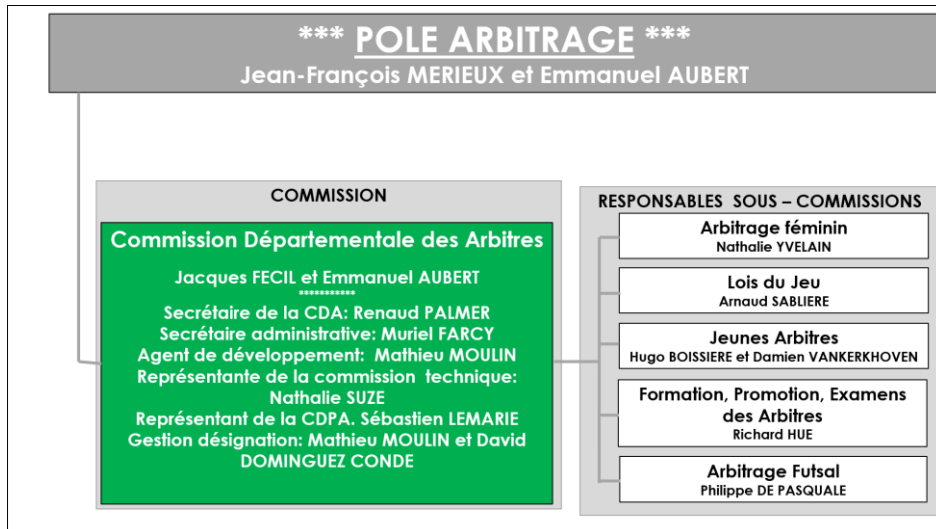 *** POLE ARBITRAGE ***
Jean-François MERIEUX et Emmanuel AUBERT
COMMISSION
Commission Départementale des Arbitres
Jacques FECIL et Emmanuel AUBERT
***********
Secrétaire de la CDA: Renaud PALMER
Secrétaire administrative: Muriel FARCY
Agent de développement: Mathieu MOULIN
Représentante de la commission technique:
Nathalie SUZE
Représentant de la CDPA. Sébastien LEMARIE
Gestion désignation: Mathieu MOULIN et David
DOMINGUEZ CONDE
RESPONSABLES SOUS – COMMISSIONS
Arbitrage féminin
Nathalie YVELAIN
Lois du Jeu
Arnaud SABLIERE
Jeunes Arbitres
Hugo BOISSIERE et Damien VANKERKHOVEN
Formation, Promotion, Examens
des Arbitres
Richard HUE
Arbitrage Futsal
Philippe DE PASQUALE